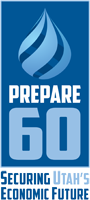 PREPARE
60
SECURING UTAH'S
ECONOMIC FUTURE